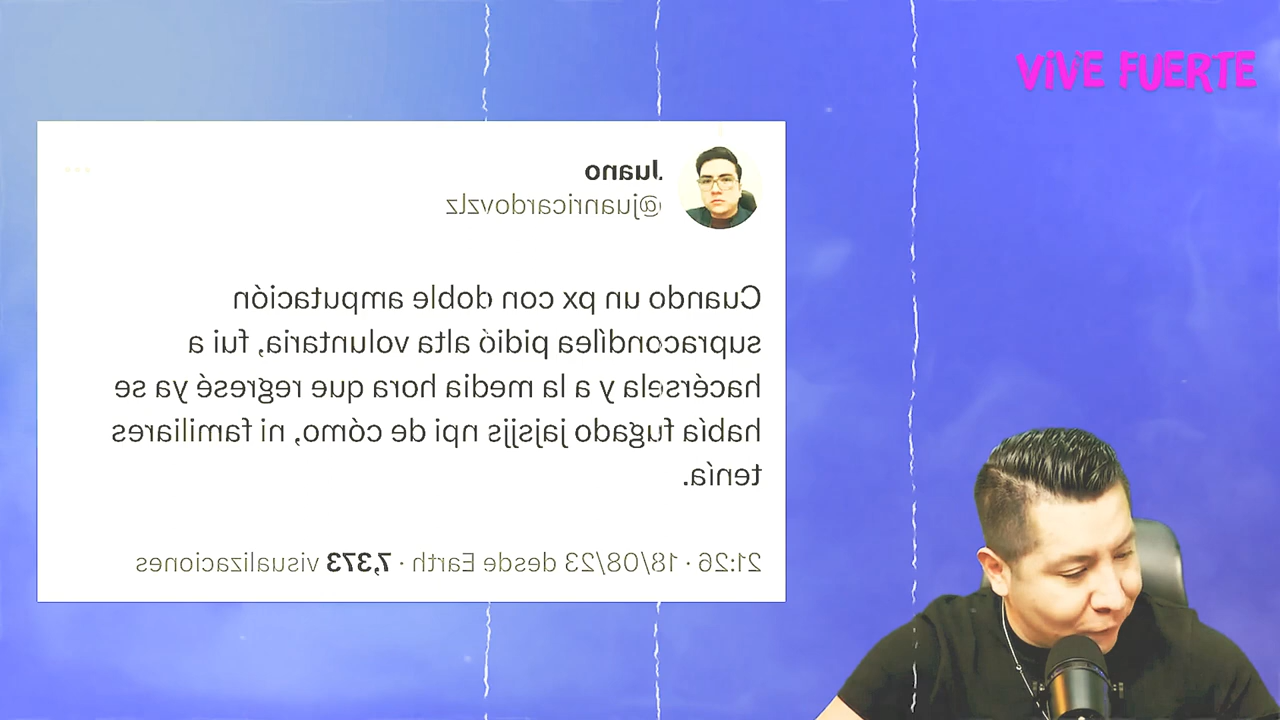 VIVE FUERTE
Juano
@juanricardovzlz
Cuando un px con doble amputación
supracondílea pidió alta voluntaria, fui a
hacérsela y a la media hora que regresé ya se
había fugado jajsjjs npi de cómo, ni familiares
tenía.
21:26 · 18/08/23 desde Earth · 7,373 visualizaciones